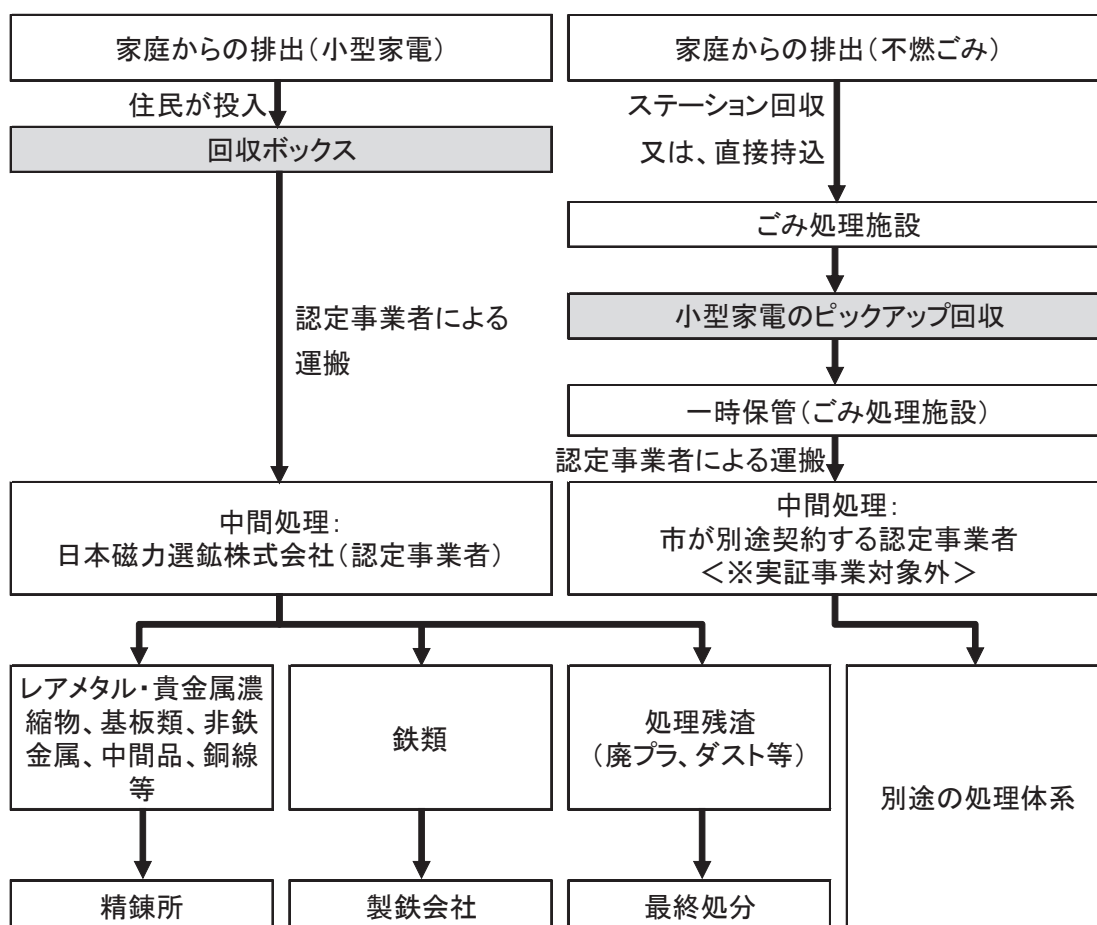 家庭からの排出(小型家電)
住民が投入
回収ボックス
認定事業者による
運搬
中間処理:
日本磁力選鉱株式会社(認定事業者)
レアメタル・貴金属濃
縮物、基板類、非鉄
金属、中間品、銅線
等
鉄類
処理残渣
(廃プラ、ダスト等)
精錬所
製鉄会社
最終処分
家庭からの排出(不燃ごみ)
ステーション回収
又は、直接持込
ごみ処理施設
小型家電のピックアップ回収
一時保管(ごみ処理施設)
認定事業者による運搬
中間処理:
市が別途契約する認定事業者
<※実証事業対象外>
別途の処理体系